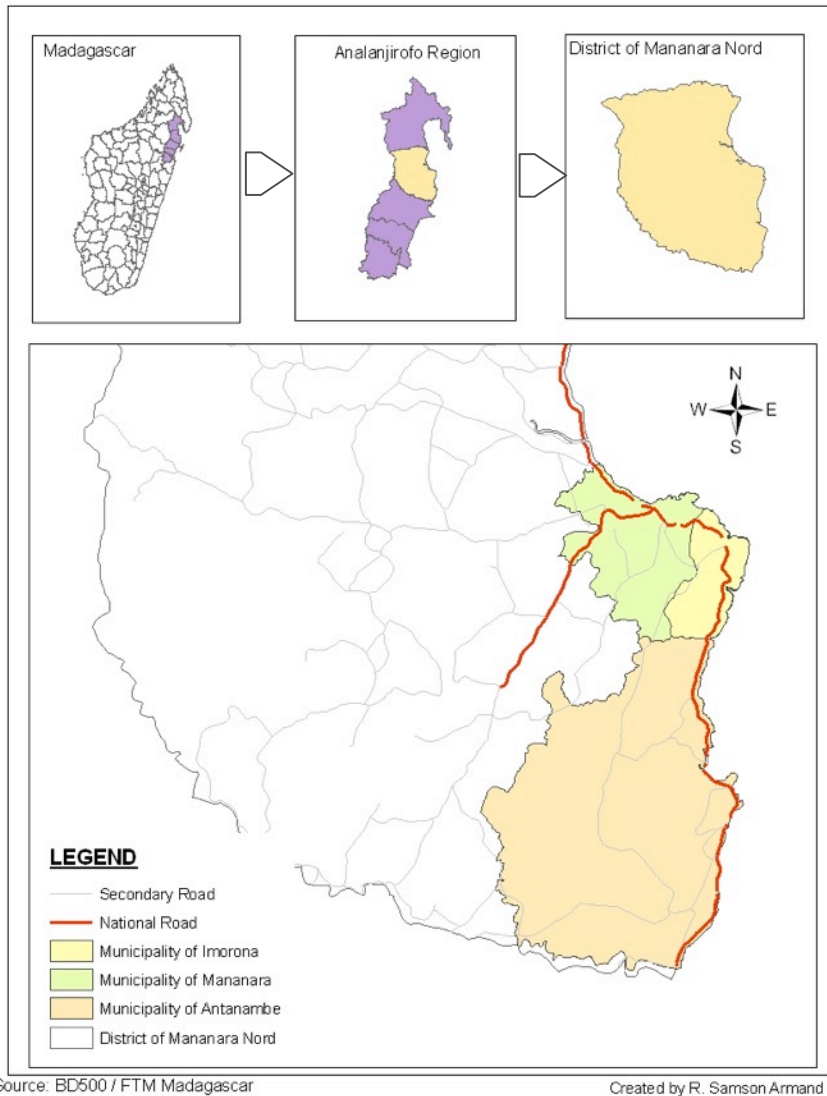 Madagascar
Analanjirofo Region
District of Mananara Nord
N
W E
S
LEGEND
Secondary Road
National Road
Municipality of Imorona
Municipality of Mananara
Municipality of Antanambe
District of Mananara Nord
Source: BD500 / FTM Madagascar
Created by R. Samson Armand